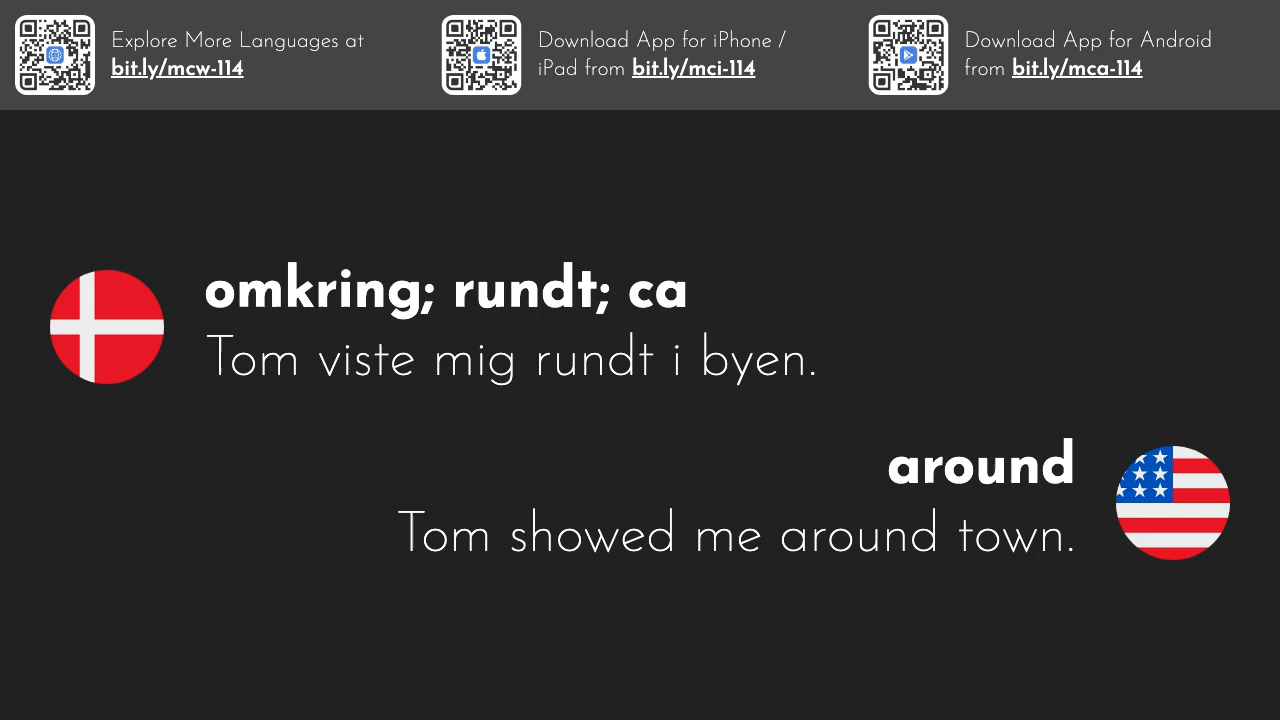 Explore More Languages at
bit.ly/mcw-114
Download App for iPhone /
iPad from bit.ly/mci-114
Download App for Android
from bit.ly/mca-114
omkring; rundt; ca
Tom viste mig rundt i byen.
around
Tom showed me around town.